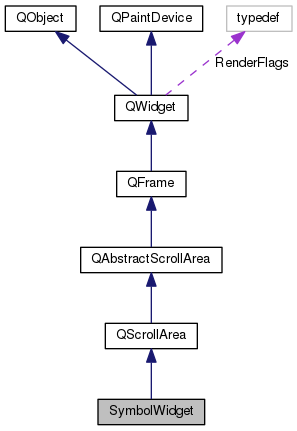 QObject
QPaintDevice
typedef
RenderFlags
QWidget
QFrame
QAbstractScrollArea
QScrollArea
SymbolWidget